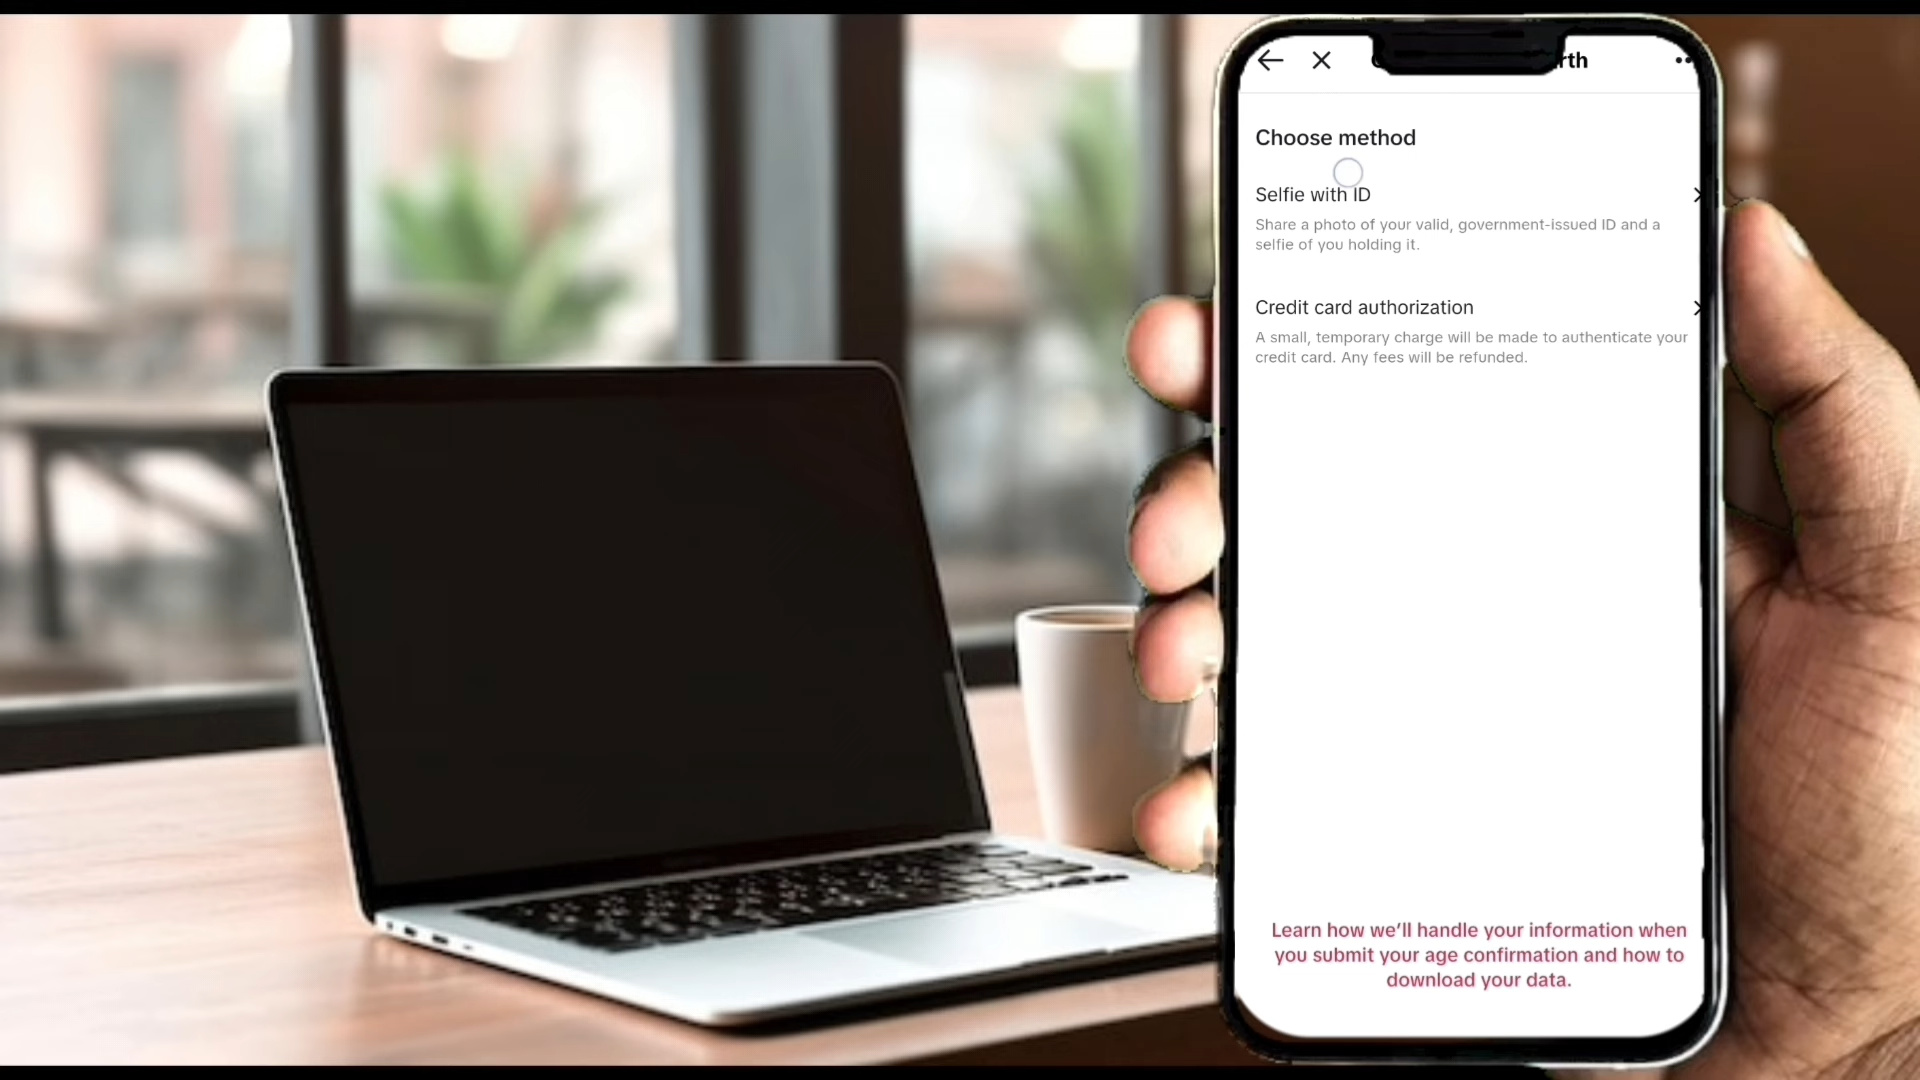 rth
Choose method
Selfie with ID
Share a photo of your valid, government-issued ID and a
selfie of you holding it.
Credit card authorization
A small, temporary charge will be made to authenticate your
credit card. Any fees will be refunded.
Learn how we’ll handle your information when
you submit your age confirmation and how to
download your data.